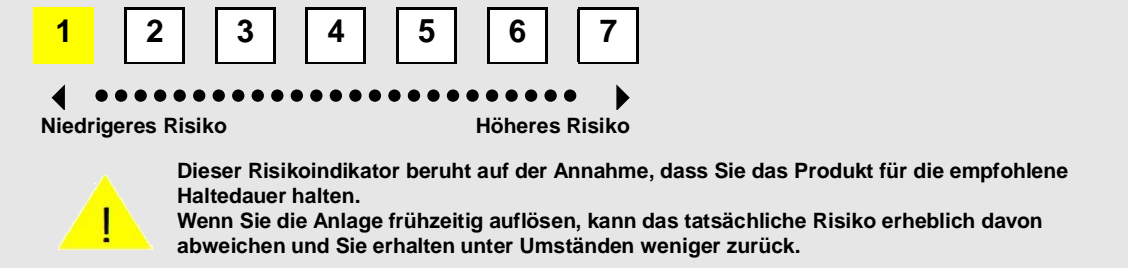 1 2 3 4 5 6 7
Niedrigeres Risiko Höheres Risiko
Dieser Risikoindikator beruht auf der Annahme, dass Sie das Produkt für die empfohlene
Haltedauer halten.
Wenn Sie die Anlage frühzeitig auflösen, kann das tatsächliche Risiko erheblich davon
abweichen und Sie erhalten unter Umständen weniger zurück.
!